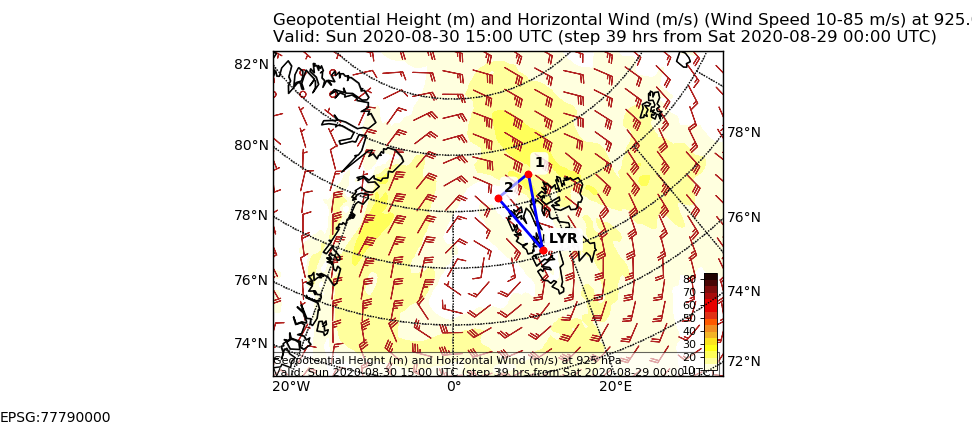 Geopotential Height (m) and Horizontal Wind (m/s) (Wind Speed 10-85 m/s) at 925.
Valid: Sun 2020-08-30 15:00 UTC (step 39 hrs from Sat 2020-08-29 00:00 UTC)
82°N
80°N
78°N
76°N
74°N
78°N
76°N
74°N
72°N
1
2
LYR
80
70
60
50
40
30
20
10
Geopotential Height (m) and Horizontal Wind (m/s) at 925 hPa
Valid: Sun 2020-08-30 15:00 UTC (step 39 hrs from Sat 2020-08-29 00:00 UTC)
20°W 0° 20°E
EPSG:77790000